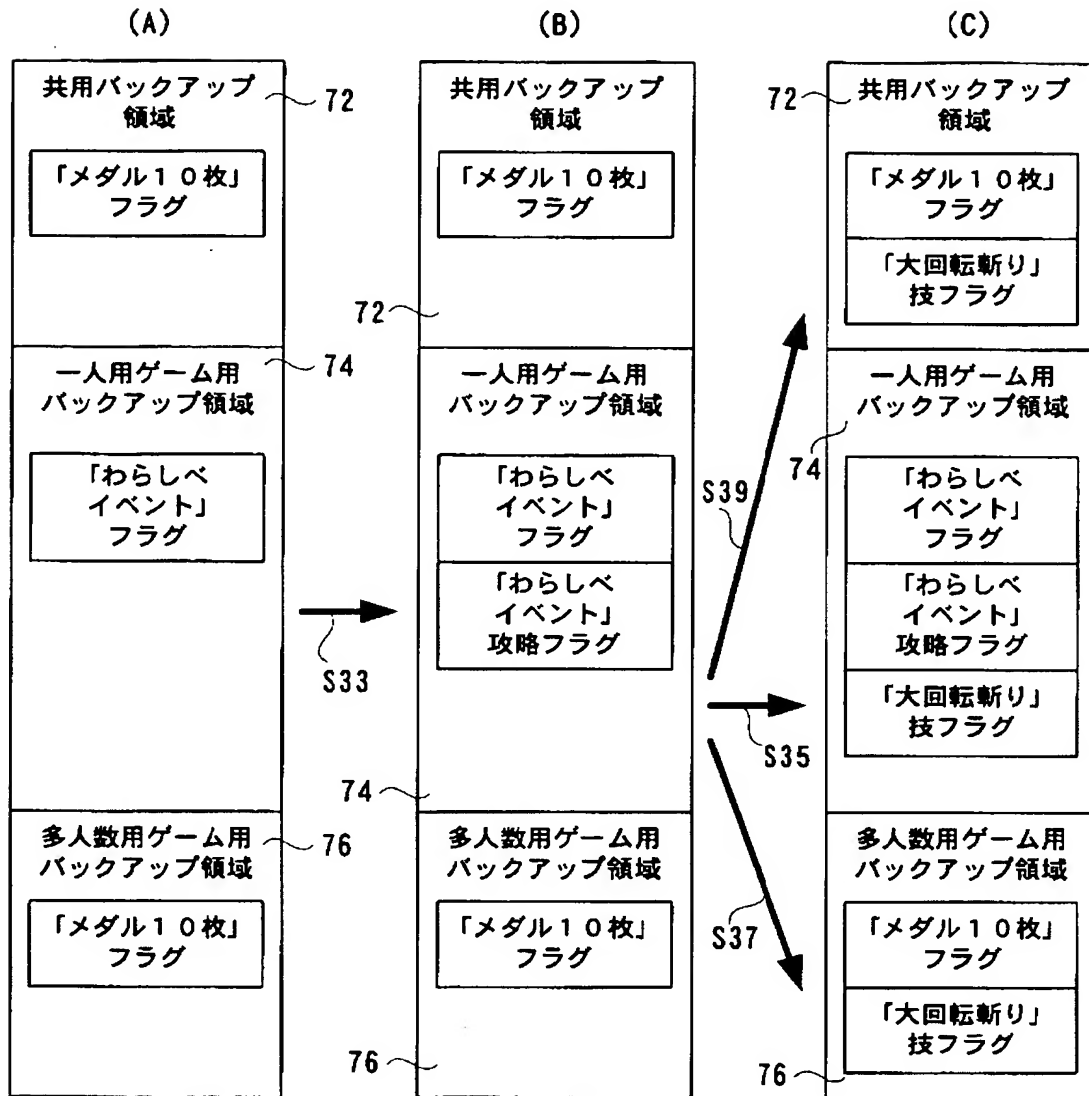 (A)
共用バックアップ
領域
72
「メダル10枚」
フラグ
一人用ゲーム用
バックアップ領域
74
「わらしべ
イベント」
フラグ
多人数用ゲーム用
バックアップ領域
76
「メダル10枚」
フラグ
S33
(B)
共用バックアップ
領域
「メダル10枚」
フラグ
72
一人用ゲーム用
バックアップ領域
「わらしべ
イベント」
フラグ
「わらしべ
イベント」
攻略フラグ
74
多人数用ゲーム用
バックアップ領域
「メダル10枚」
フラグ
76
S39
S35
S37
(C)
72
共用バックアップ
領域
「メダル10枚」
フラグ
「大回転斬り」
技フラグ
一人用ゲーム用
バックアップ領域
74
「わらしべ
イベント」
フラグ
「わらしべ
イベント」
攻略フラグ
「大回転斬り」
技フラグ
多人数用ゲーム用
バックアップ領域
「メダル10枚」
フラグ
「大回転斬り」
技フラグ
76